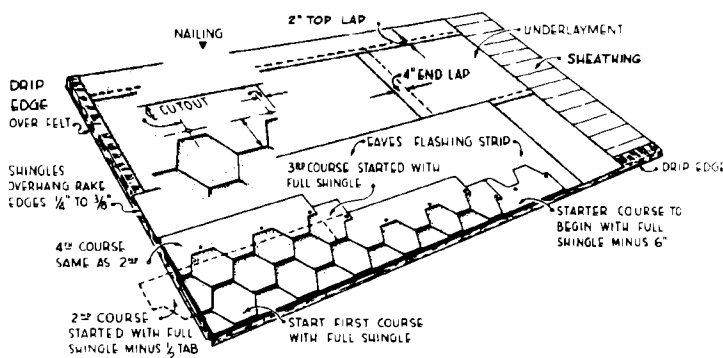 NAILING
2" TOP LAP
UNDERLAYMENT
SHEATHING
4" END LAP
DRIP
EDGE
OVER FELT
CUTOUT
EAVES FLASHING STRIP
3RD COURSE STARTED WITH
FULL SHINGLE
DRIP EDGE
SHINGLES
OVERHANG RAKE
EDGES 1/4" TO 3/8"
STARTER COURSE TO
BEGIN WITH FULL
SHINGLE MINUS 6"
4TH COURSE
SAME AS 2ND
2ND COURSE
STARTED WITH FULL
SHINGLE MINUS 1/2 TAB
START FIRST COURSE
WITH FULL SHINGLE